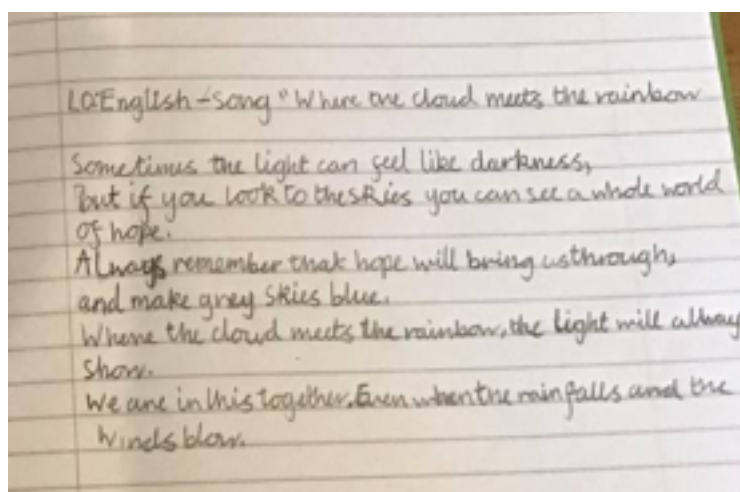 LO:English-song "Where the cloud meets the rainbow
Sometimes the light can feel like darkness,
but if you look to the skies you can see a whole world
of hope.
Always remember that hope will bring us through,
and make grey skies blue.
Where the cloud meets the rainbow, the light will allway
show.
We are in this together. Even when the rain falls and the
winds blow.